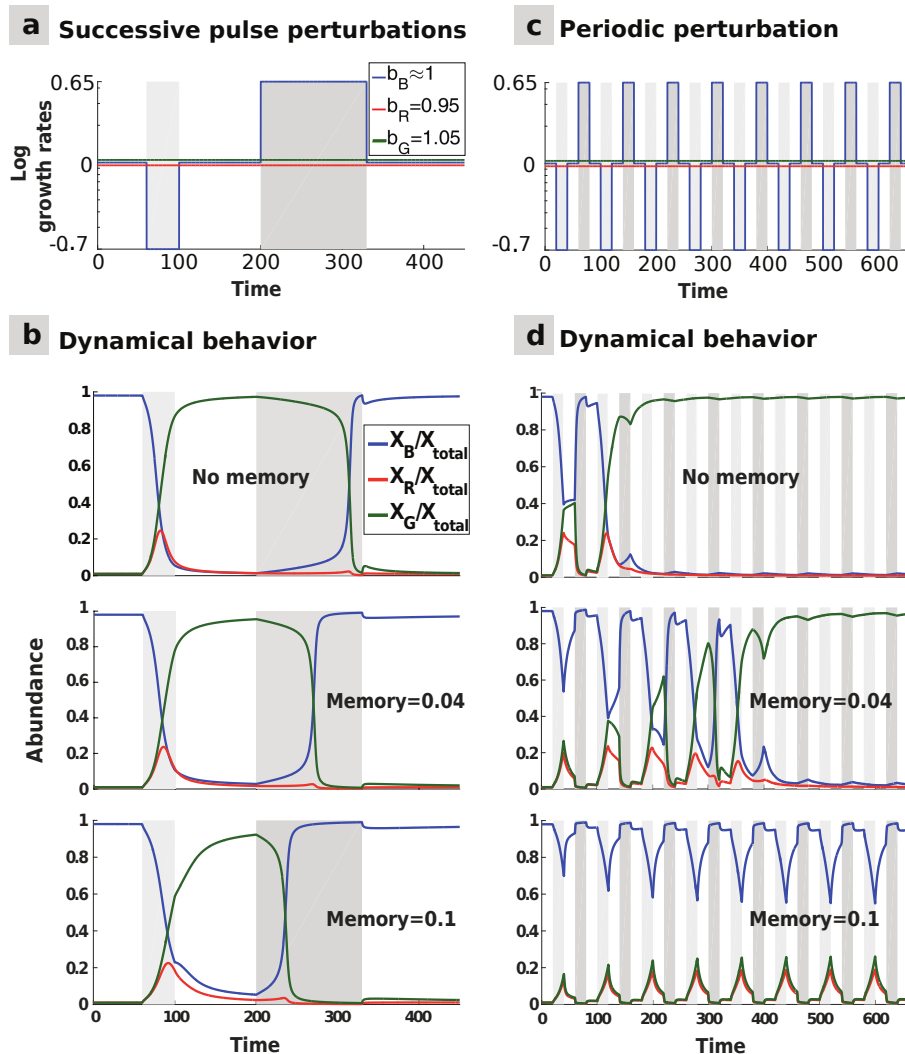 a Successive pulse perturbations
c Periodic perturbation
Log
growth rates
0.65
0
-0.7
b_B≈1
b_R=0.95
b_G=1.05
0 100 200 300 400
Time
0.65
0
-0.7
0 100 200 300 400 500 600
Time
b Dynamical behavior
d Dynamical behavior
Abundance
1
0.8
0.6
0.4
0.2
0
No memory
X_B/X_total
X_R/X_total
X_G/X_total
1
0.8
0.6
0.4
0.2
0
No memory
1
0.8
0.6
0.4
0.2
0
Memory=0.04
1
0.8
0.6
0.4
0.2
0
Memory=0.04
1
0.8
0.6
0.4
0.2
0
Memory=0.1
0 100 200 300 400
Time
1
0.8
0.6
0.4
0.2
0
Memory=0.1
0 100 200 300 400 500 600
Time